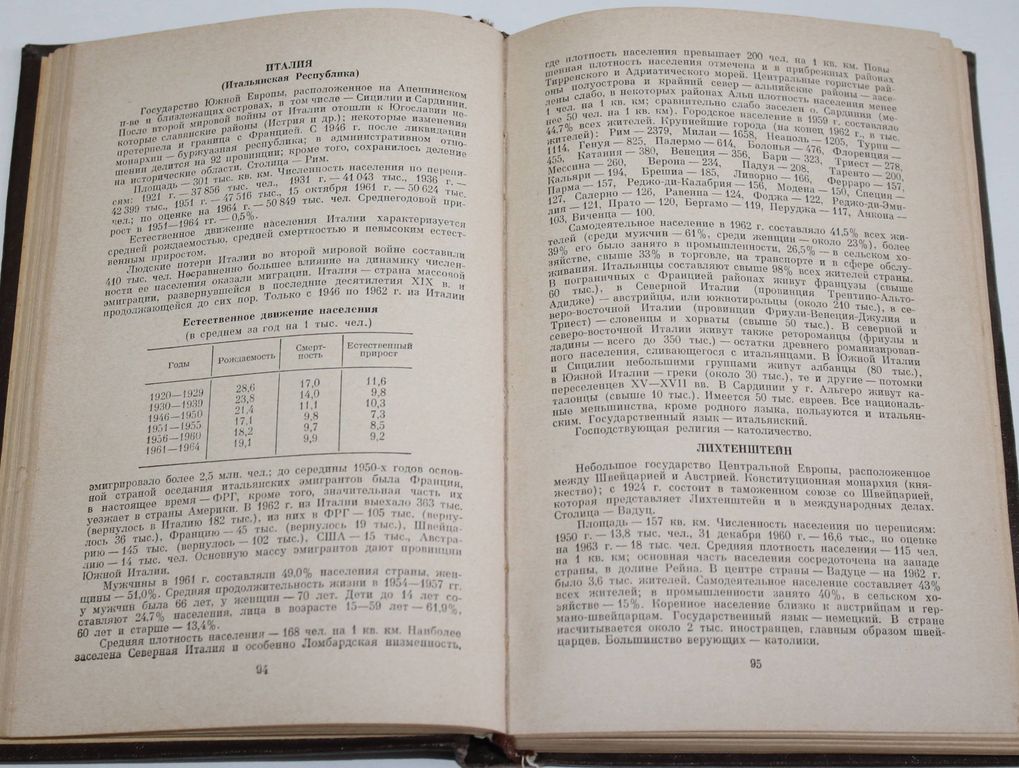 ИТАЛИЯ
(Итальянская Республика)
Государство Южной Европы, расположенное на Апеннинском
п-ве и близлежащих островах, в том числе — Сицилии и Сардинии.
После второй мировой войны от Италии отошли к Югославии не-
которые славянские районы (Истрия и др.); некоторые изменения
претерпела и граница с Францией. С 1946 г. после ликвидации
монархии — буржуазная республика; в административном отно-
шении делится на 92 провинции; кроме того, сохранилось деление
на исторические области. Столица — Рим.
Площадь — 301 тыс. кв. км. Численность населения по перепи-
сям: 1921 г. — 37 856 тыс. чел., 1931 г. — 41 043 тыс., 1936 г. —
42 399 тыс., 1951 г. — 47 516 тыс., 15 октября 1961 г. — 50 624 тыс.
чел.; по оценке на 1964 г. — 50 849 тыс. чел. Среднегодовой при-
рост в 1951—1964 гг. — 0,5%.
Естественное движение населения Италии характеризуется
средней рождаемостью, средней смертностью и невысоким естест-
венным приростом.
Людские потери Италии во второй мировой войне составили
410 тыс. чел. Несравненно большее влияние на динамику числен-
ности ее населения оказали миграции. Италия — страна массовой
эмиграции, развернувшейся в последние десятилетия XIX в. и
продолжающейся до сих пор. Только с 1946 по 1962 г. из Италии
Естественное движение населения
(в среднем за год на 1 тыс. чел.)
Годы Рождаемость Смерт-ность Естественный прирост
1920—1929 28,6 17,0 11,6
1930—1939 23,8 14,0 9,8
1946—1950 21,4 11,1 10,3
1951—1955 17,1 9,8 7,3
1956—1960 18,2 9,7 8,5
1961—1964 19,1 9,9 9,2
эмигрировало более 2,5 млн. чел.; до середины 1950-х годов основ-
ной страной оседания итальянских эмигрантов была Франция,
в настоящее время — ФРГ, кроме того, значительная часть их
уезжает в страны Америки. В 1962 г. из Италии выехало 363 тыс.
(вернулось в Италию 182 тыс.), из них в ФРГ — 105 тыс. (верну-
лось 36 тыс.), Францию — 45 тыс. (вернулось 19 тыс.), Швейца-
рию — 145 тыс. (вернулось — 102 тыс.), США — 15 тыс., Австра-
лию — 14 тыс. чел. Основную массу эмигрантов дают провинции
Южной Италии.
Мужчины в 1961 г. составляли 49,0% населения страны, жен-
щины — 51,0%. Средняя продолжительность жизни в 1954—1957 гг.
у мужчин была 66 лет, у женщин — 70 лет. Дети до 14 лет со-
ставляют 24,7% населения, лица в возрасте 15—59 лет — 61,9%,
60 лет и старше — 13,4%.
Средняя плотность населения — 168 чел. на 1 кв. км. Наиболее
заселена Северная Италия и особенно Ломбардская низменность,
94
где плотность населения превышает 200 чел. на 1 кв. км. Повы-
шенная плотность населения отмечена и в прибрежных районах
Тирренского и Адриатического морей. Центральные гористые рай-
оны полуострова и крайний север — альпийские районы — засе-
лены слабо, в некоторых районах Альп плотность населения менее
1 чел. на 1 кв. км; сравнительно слабо заселен о. Сардиния (ме-
нее 50 чел. на 1 кв. км). Городское население в 1959 г. составляло
44,7% всех жителей. Крупнейшие города (на конец 1962 г. в тыс.
жителей): Рим — 2379, Милан — 1658, Неаполь — 1205, Турин —
1114, Генуя — 825, Палермо — 614, Болонья — 476, Флоренция —
455, Катания — 380, Венеция — 356, Бари — 323, Триест — 278,
Мессина — 260, Верона — 234, Падуя — 208, Таренто — 200,
Кальяри — 194, Брешиа — 185, Ливорно — 166, Ферраро — 157,
Парма — 157, Реджо-ди-Калабрия — 156, Модена — 150, Специя —
127, Салерно — 126, Равенна — 124, Фоджа — 122, Реджо-ди-Эми-
лия — 121, Прато — 120, Бергамо — 119, Перуджа — 117, Анкона —
103, Виченца — 100.
Самодеятельное население в 1962 г. составляло 41,5% всех жи-
телей (среди мужчин — 61%, среди женщин — около 23%), более
39% его было занято в промышленности, 26,5% — в сельском хо-
зяйстве, свыше 33% в торговле, на транспорте и в сфере обслу-
живания. Итальянцы составляют свыше 98% всех жителей страны.
В пограничных с Францией районах живут французы (свыше
60 тыс.), в Северной Италии (провинция Трентино-Альто-
Адидже) — австрийцы, или южнотирольцы (около 210 тыс.), в се-
веро-восточной Италии (провинции Фриули-Венеция-Джулия и
Триест) — словенцы и хорваты (свыше 50 тыс.). В северной и
северо-восточной Италии живут также ретороманцы (фриулы и
ладины — всего до 350 тыс.) — остатки древнего романизирован-
ного населения, сливающегося с итальянцами. В Южной Италии
и Сицилии небольшими группами живут албанцы (80 тыс.),
в Южной Италии — греки (около 30 тыс.), те и другие — потомки
переселенцев XV—XVII вв. В Сардинии у г. Альгеро живут ка-
талонцы (свыше 10 тыс.). Имеется 50 тыс. евреев. Все националь-
ные меньшинства, кроме родного языка, пользуются и итальян-
ским. Государственный язык — итальянский.
Господствующая религия — католичество.
ЛИХТЕНШТЕЙН
Небольшое государство Центральной Европы, расположенное
между Швейцарией и Австрией. Конституционная монархия (кня-
жество); с 1924 г. состоит в таможенном союзе со Швейцарией,
которая представляет Лихтенштейн и в международных делах.
Столица — Вадуц.
Площадь — 157 кв. км. Численность населения по переписям:
1950 г. — 13,8 тыс. чел., 31 декабря 1960 г. — 16,6 тыс., по оценке
на 1963 г. — 18 тыс. чел. Средняя плотность населения — 115 чел.
на 1 кв. км; основная часть населения сосредоточена на западе
страны, в долине Рейна. В центре страны — Вадуце — на 1962 г.
было 3,6 тыс. жителей. Самодеятельное население составляет 43%
всех жителей; в промышленности занято 40%, в сельском хо-
зяйстве — 15%. Коренное население близко к австрийцам и гер-
мано-швейцарцам. Государственный язык — немецкий. В стране
насчитывается около 2 тыс. иностранцев, главным образом швей-
царцев. Большинство верующих — католики.
95